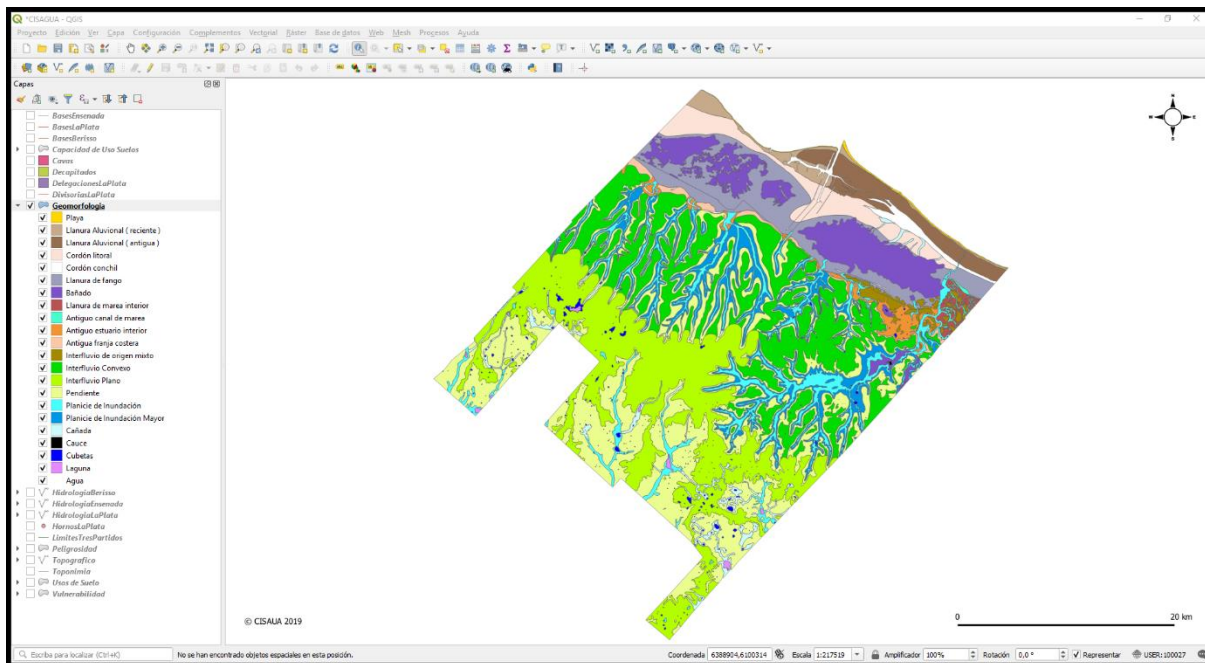 *CISAGUA - QGIS
Proyecto Edición Ver Capa Configuración Complementos Vectorial Ráster Base de datos Web Mesh Procesos Ayuda
Capas
BasesEnsenada
BasesLaPlata
BasesBerisso
Capacidad de Uso Suelos
Cavas
Decapitados
DelegacionesLaPlata
DivisoriasLaPlata
Geomorfologia
Playa
Llanura Aluvional ( reciente )
Llanura Aluvional ( antigua )
Cordón litoral
Cordón conchil
Llanura de fango
Bañado
Llanura de marea interior
Antiguo canal de marea
Antiguo estuario interior
Antigua franja costera
Interfluvio de origen mixto
Interfluvio Convexo
Interfluvio Plano
Pendiente
Planicie de Inundación
Planicie de Inundación Mayor
Cañada
Cauce
Cubetas
Laguna
Agua
HidrologiaBerisso
HidrologiaEnsenada
HidrologiaLaPlata
HornosLaPlata
LimitesTresPartidos
Peligrosidad
Topografico
Toponimia
Usos de Suelo
Vulnerabilidad
© CISAUA 2019
0 20 km
Escriba para localizar (Ctrl+K) No se han encontrado objetos espaciales en esta posición. Coordenada 6388904,6100314 Escala 1:217519 Amplificador 100% Rotación 0,0 ° Representar USER:100027